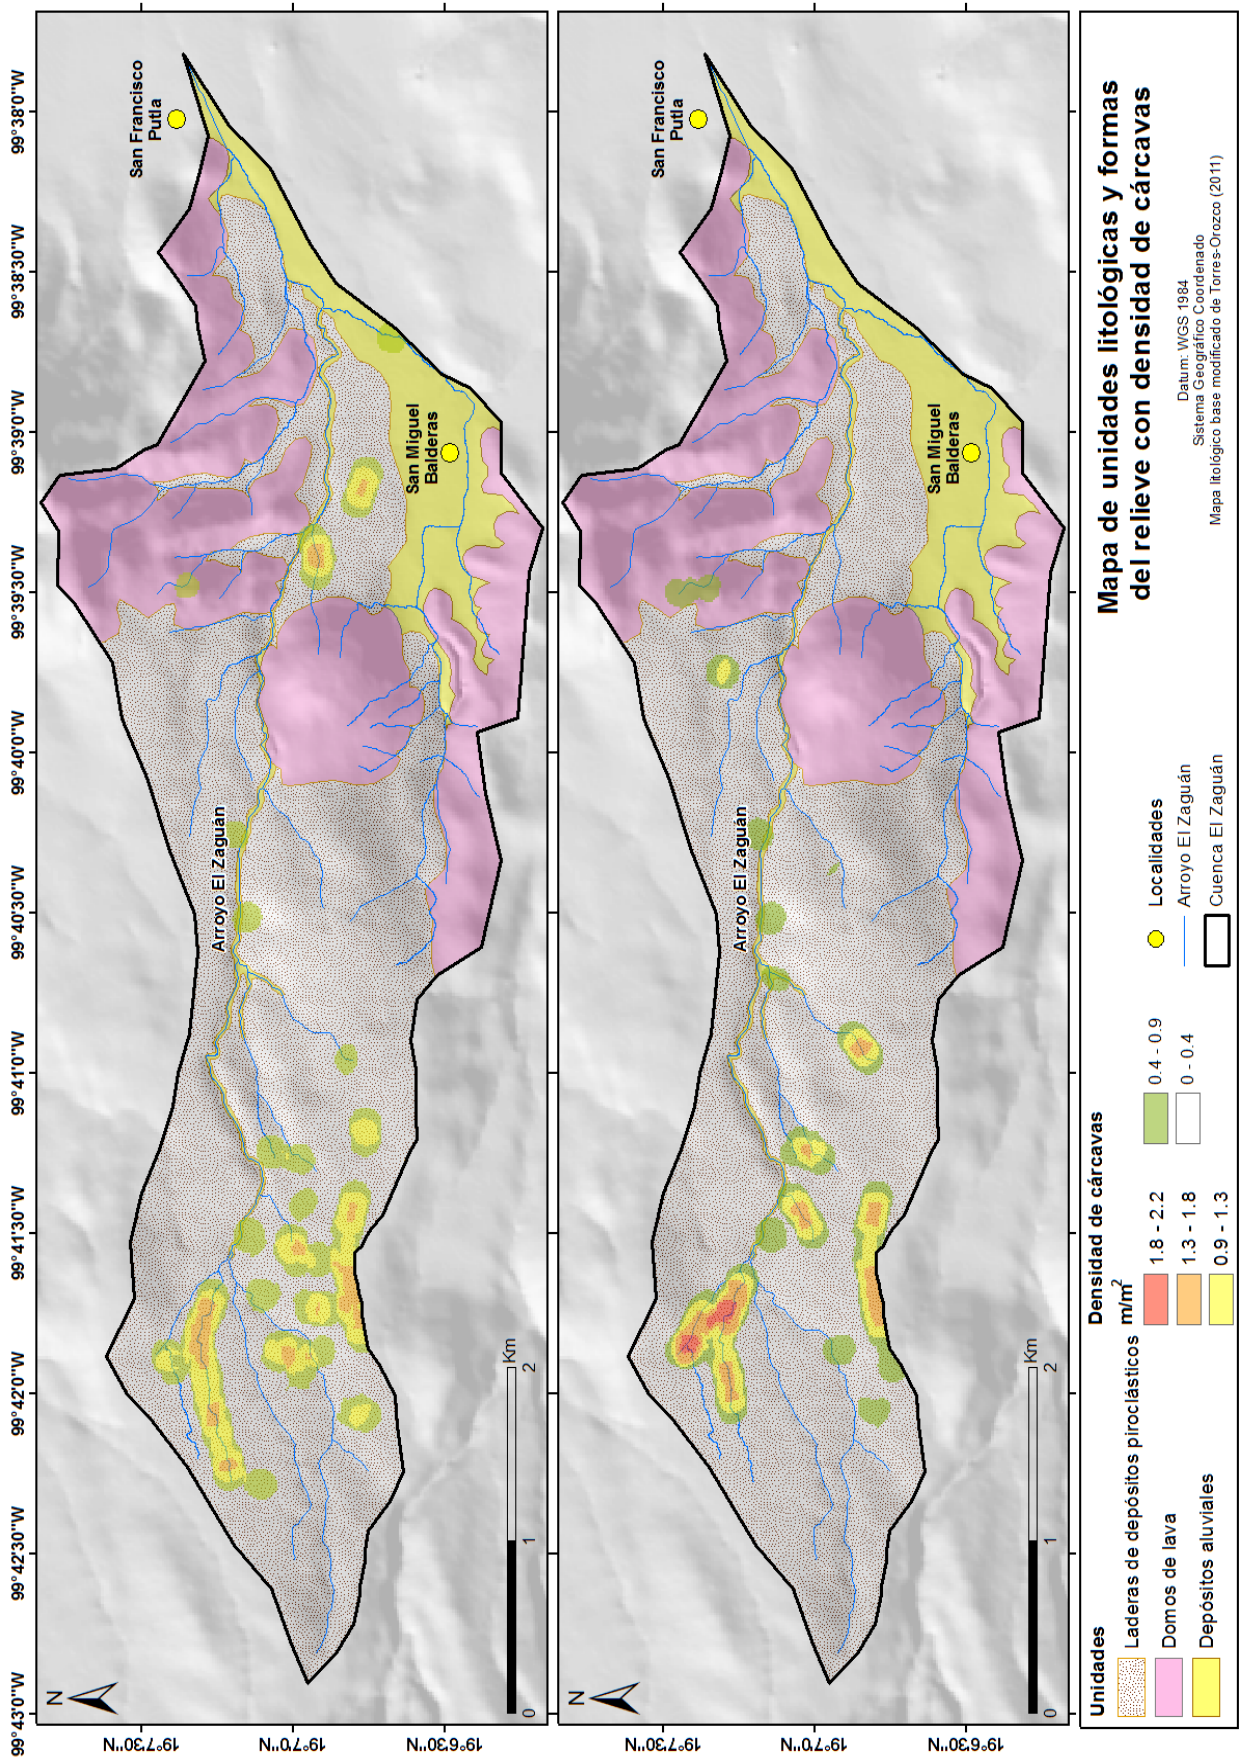 99°43'0"W
99°42'30"W
99°42'0"W
99°41'30"W
99°41'0"W
99°40'30"W
99°40'0"W
99°39'30"W
99°39'0"W
99°38'30"W
99°38'0"W
19°7'30"N
19°7'0"N
19°6'30"N
N
San Francisco
Putla
Arroyo El Zaguán
San Miguel
Balderas
0
1
2
Km
19°7'30"N
19°7'0"N
19°6'30"N
N
San Francisco
Putla
Arroyo El Zaguán
San Miguel
Balderas
0
1
2
Km
Unidades
Laderas de depósitos piroclásticos
Domos de lava
Depósitos aluviales
Densidad de cárcavas
m/m²
1.8 - 2.2
1.3 - 1.8
0.9 - 1.3
0.4 - 0.9
0 - 0.4
Localidades
Arroyo El Zaguán
Cuenca El Zaguán
Mapa de unidades litológicas y formas
del relieve con densidad de cárcavas
Datum: WGS 1984
Sistema Geográfico Coordenado
Mapa litológico base modificado de Torres-Orozco (2011)